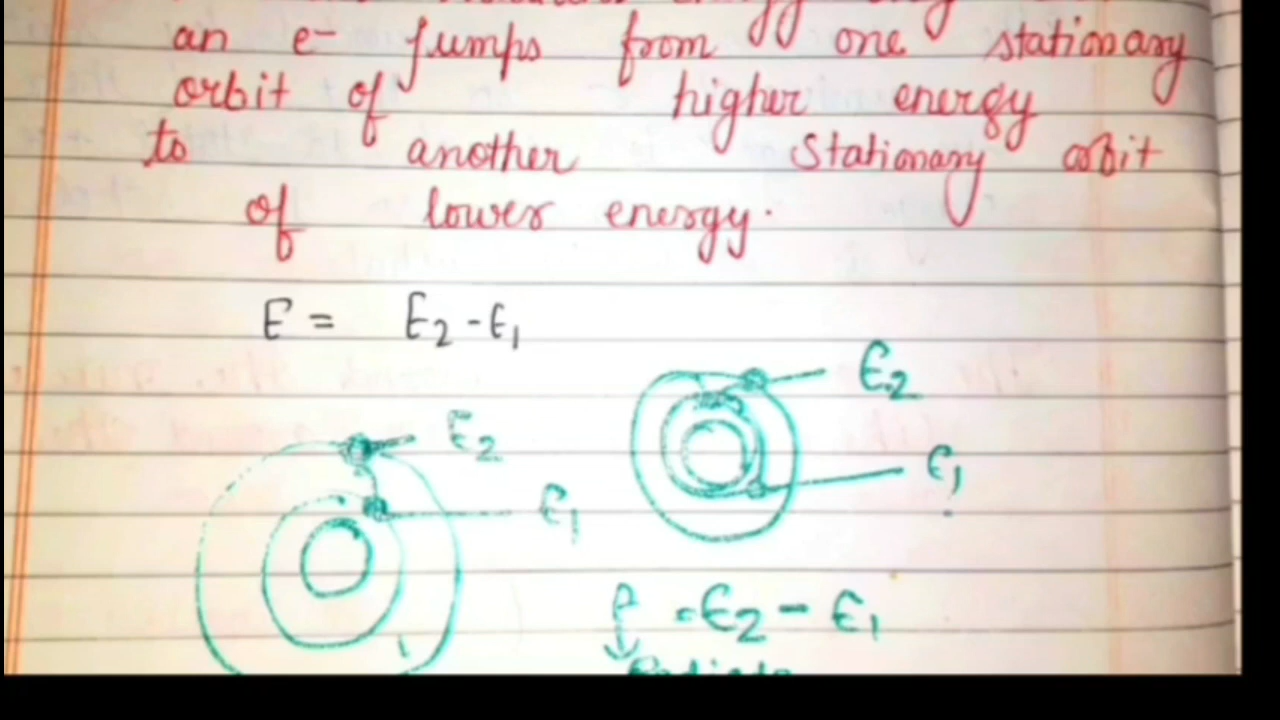 an e- jumps from one stationary
orbit of higher energy
to another stationary orbit
of lower energy.
E = E2 - E1
E2
E1
E2
E1
= E2 - E1